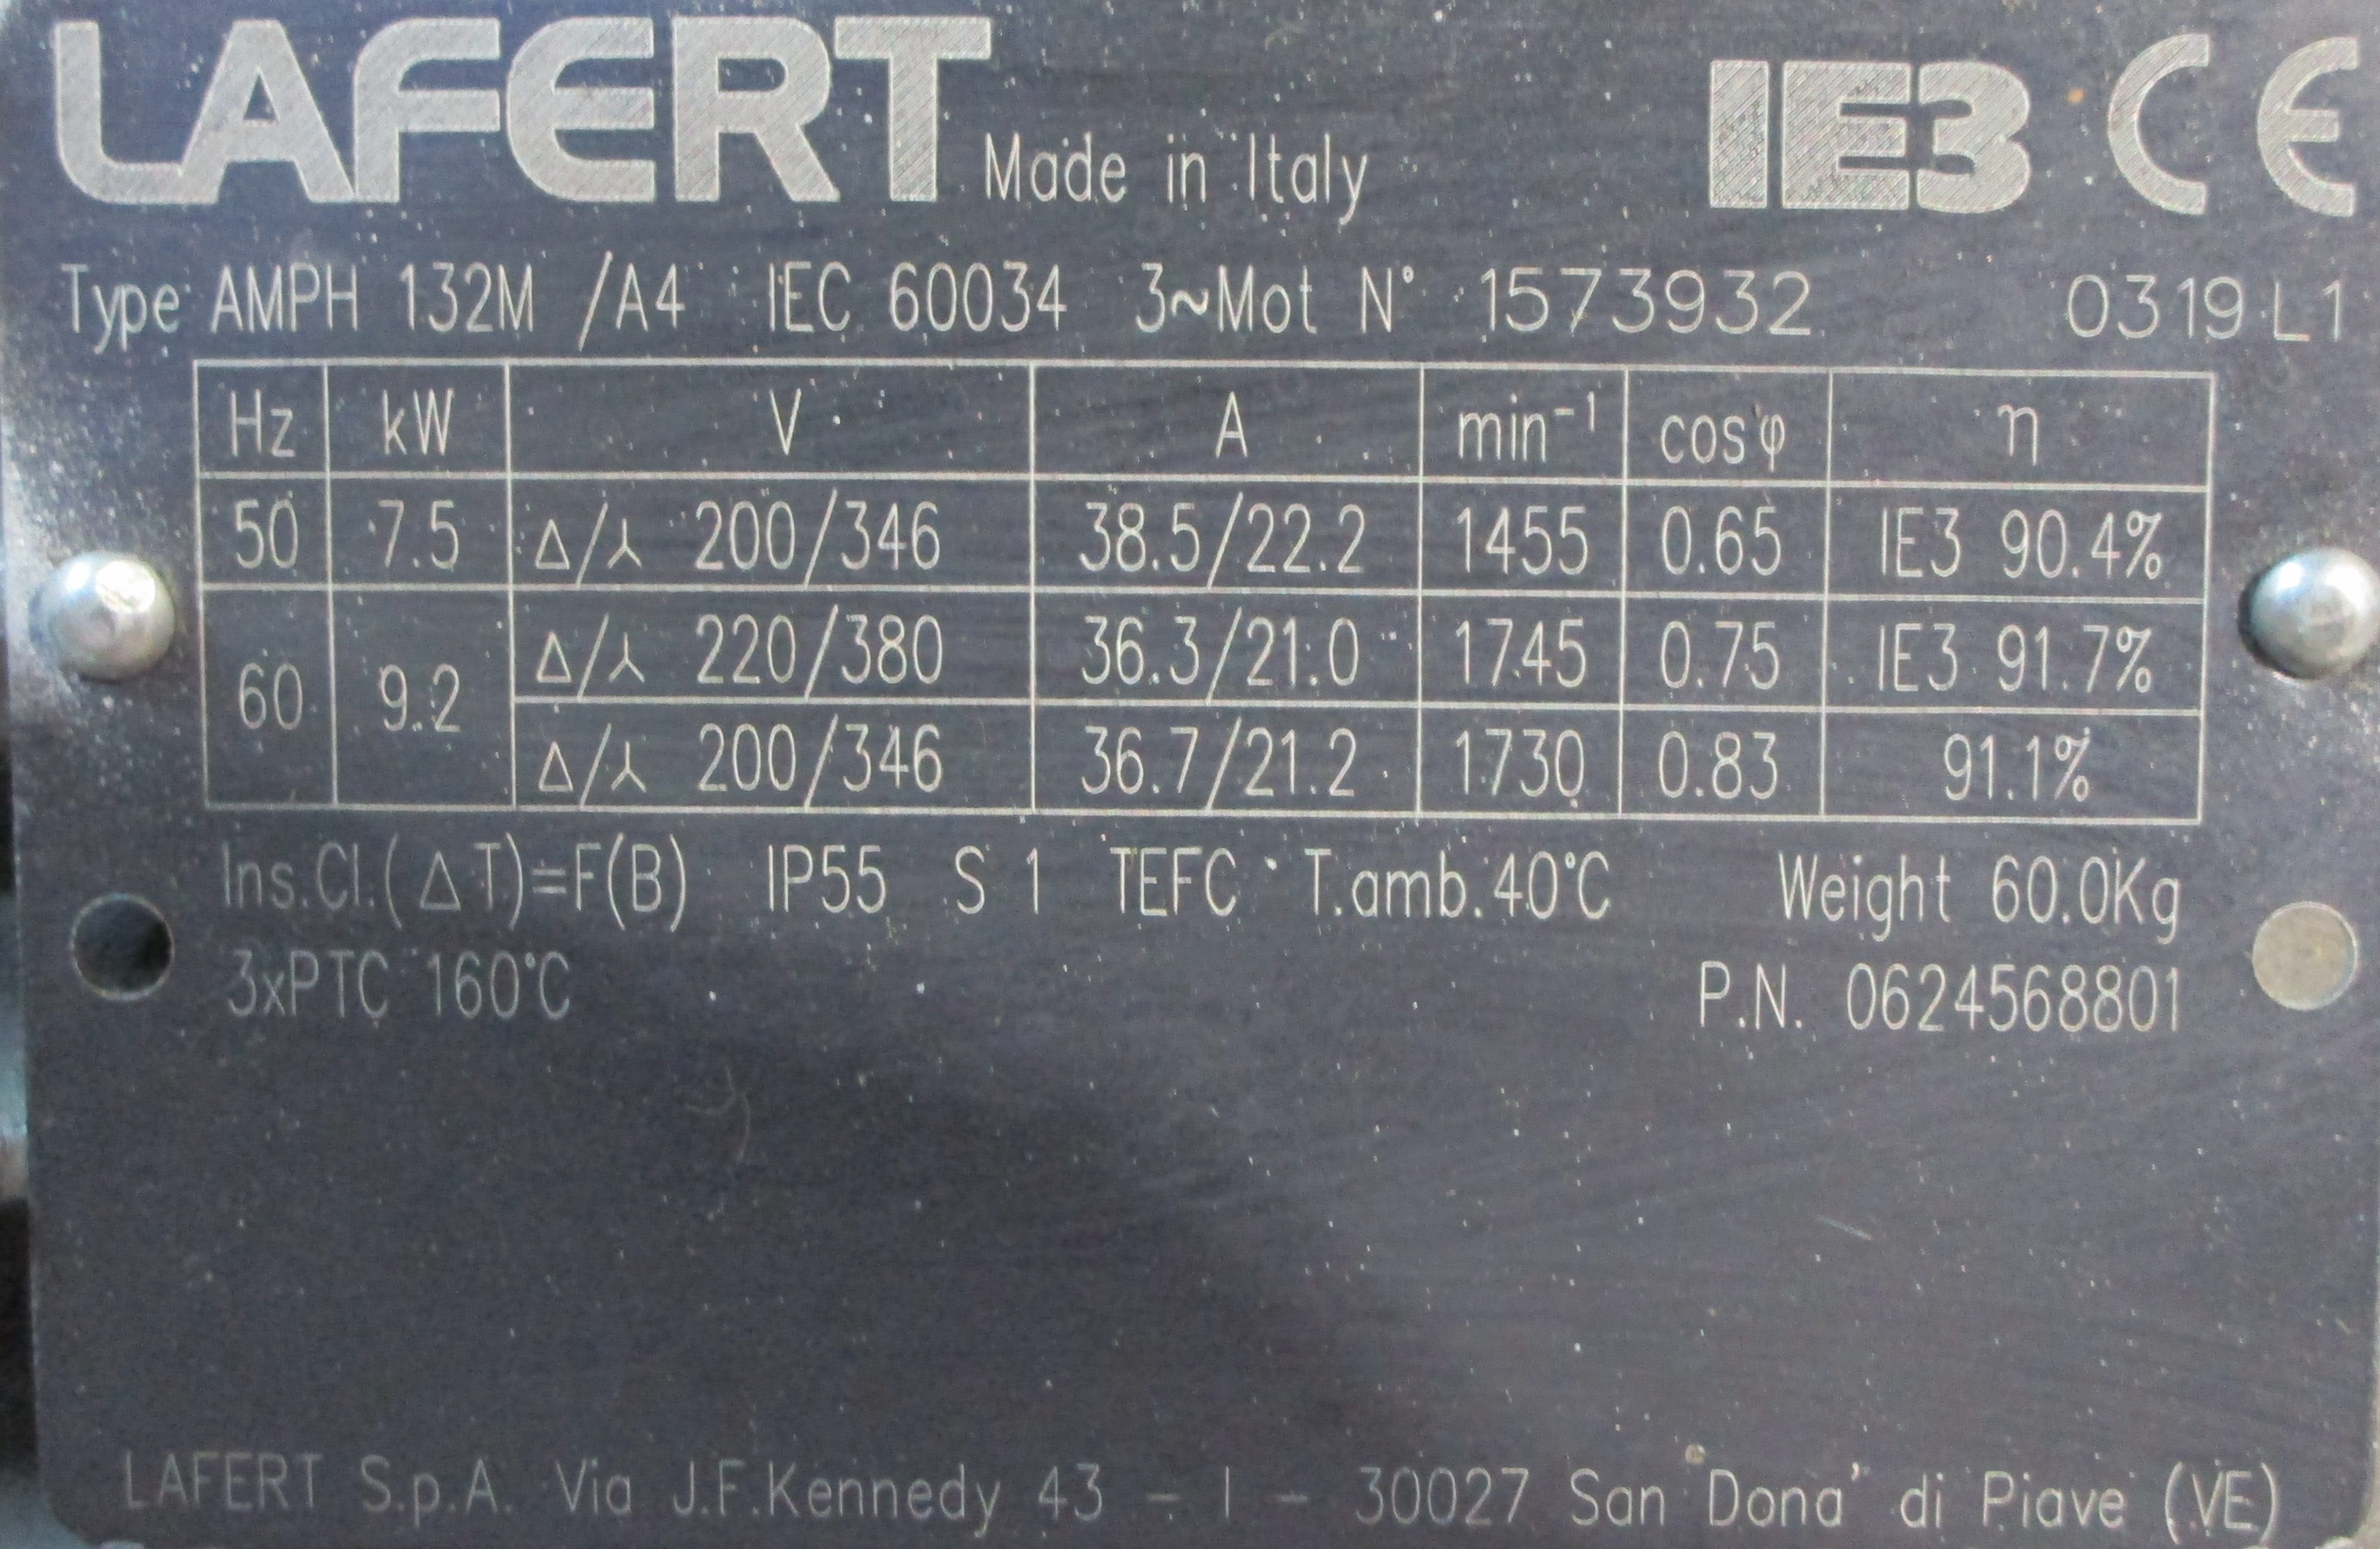 LAFERT Made in Italy IE3 CE
Type AMPH 132M /A4 IEC 60034 3~Mot N° 1573932 0319 L1
Hz kW V A min⁻¹ cosφ η
50 7.5 Δ/⅄ 200/346 38.5/22.2 1455 0.65 IE3 90.4%
60 9.2 Δ/⅄ 220/380 36.3/21.0 1745 0.75 IE3 91.7%
Δ/⅄ 200/346 36.7/21.2 1730 0.83 91.1%
Ins.Cl.(ΔT)=F(B) IP55 S 1 TEFC T.amb.40°C Weight 60.0Kg
3xPTC 160°C P.N. 0624568801
LAFERT S.p.A. Via J.F.Kennedy 43 - I - 30027 San Dona" di Piave (VE)